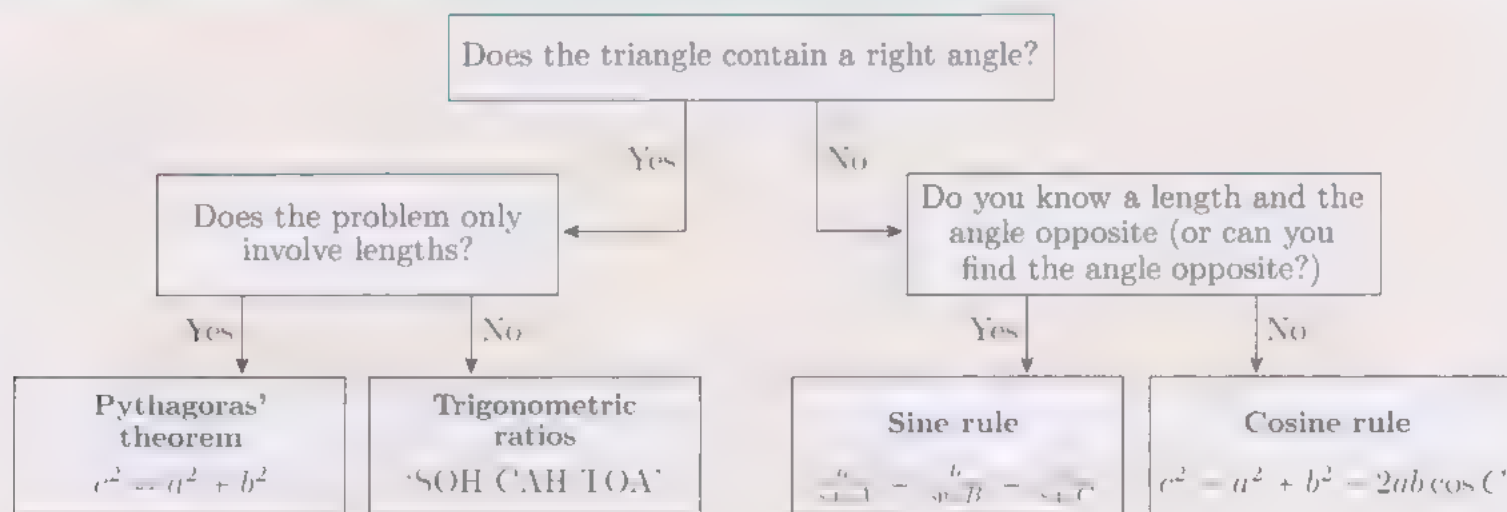 Does the triangle contain a right angle?
Yes
No
Does the problem only
involve lengths?
Do you know a length and the
angle opposite (or can you
find the angle opposite?)
Yes
No
Yes
No
Pythagoras'
theorem
c² = a² + b²
Trigonometric
ratios
'SOH CAH TOA'
Sine rule
Cosine rule
c² = a² + b² − 2ab cos C